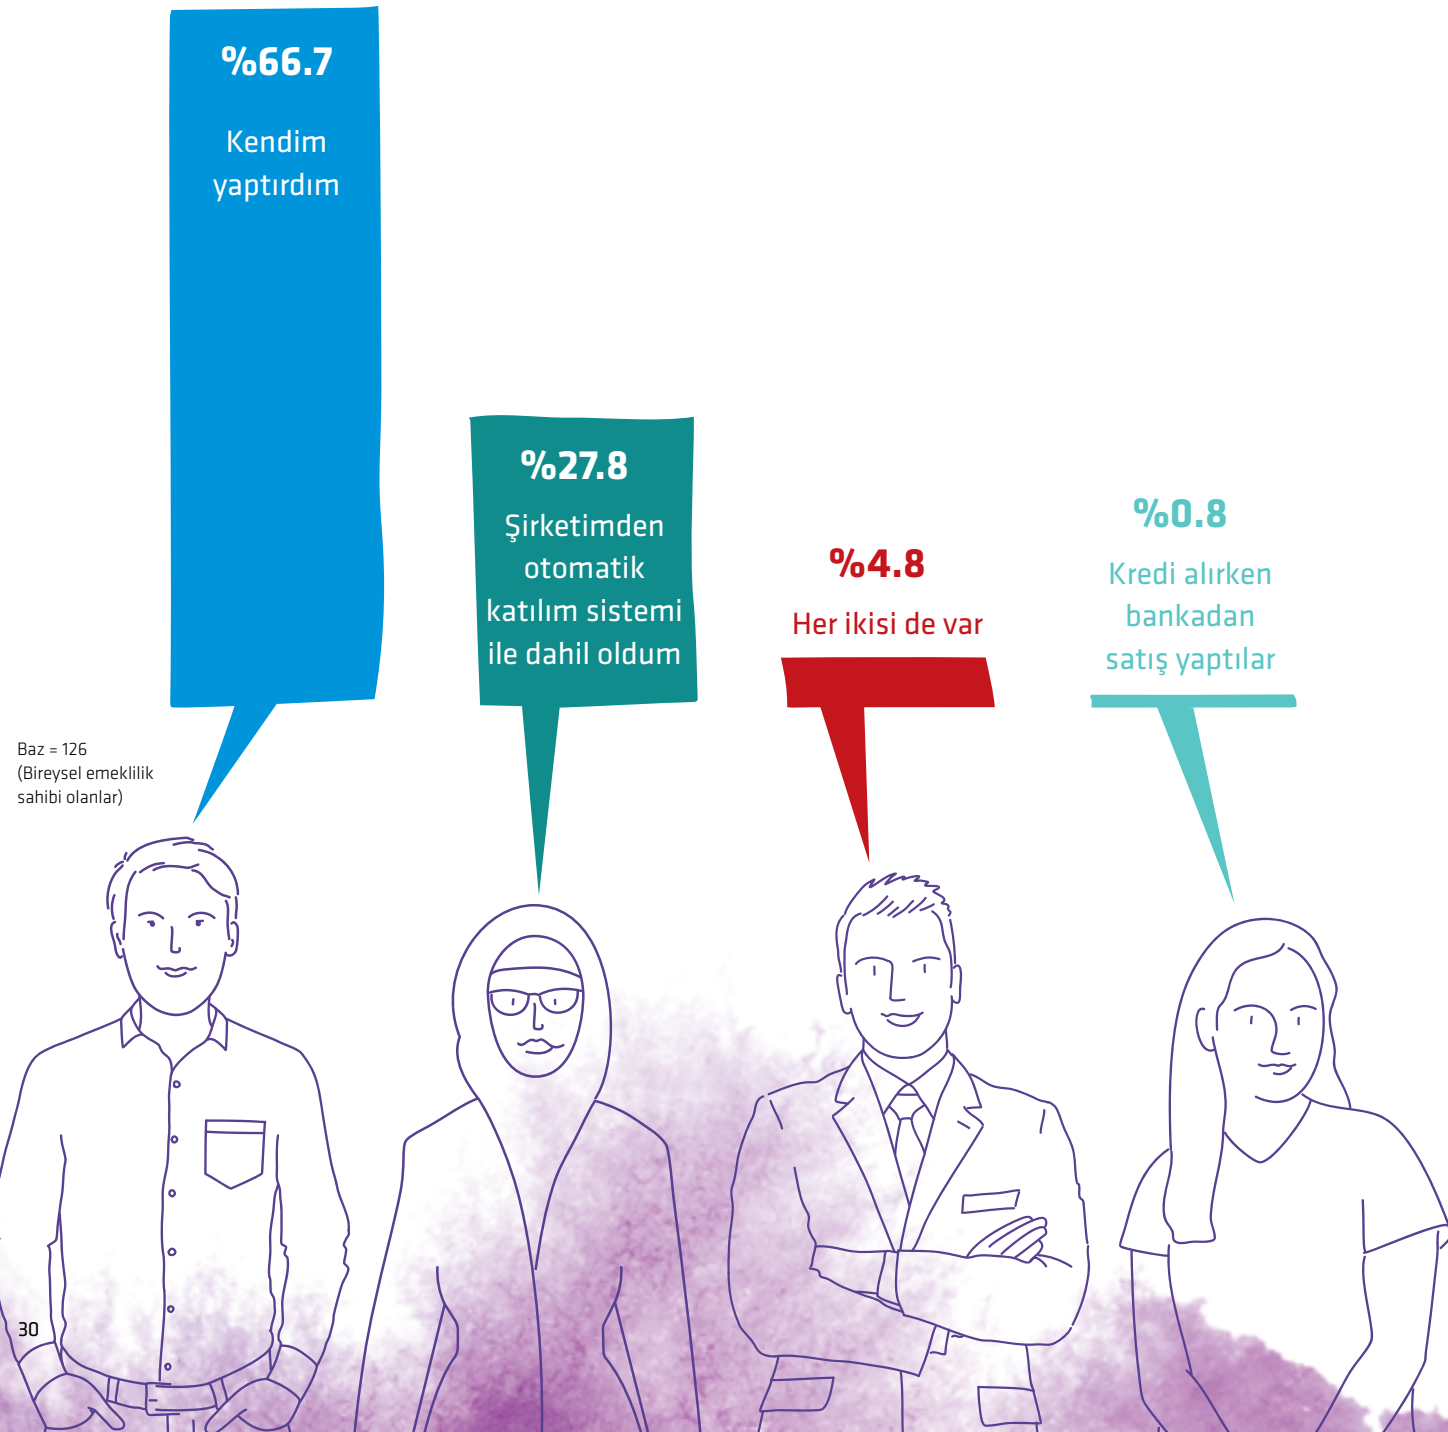 %66.7
Kendim
yaptırdım
%27.8
Şirketimden
otomatik
katılım sistemi
ile dahil oldum
%4.8
Her ikisi de var
%0.8
Kredi alırken
bankadan
satış yaptılar
Baz = 126
(Bireysel emeklilik
sahibi olanlar)
30